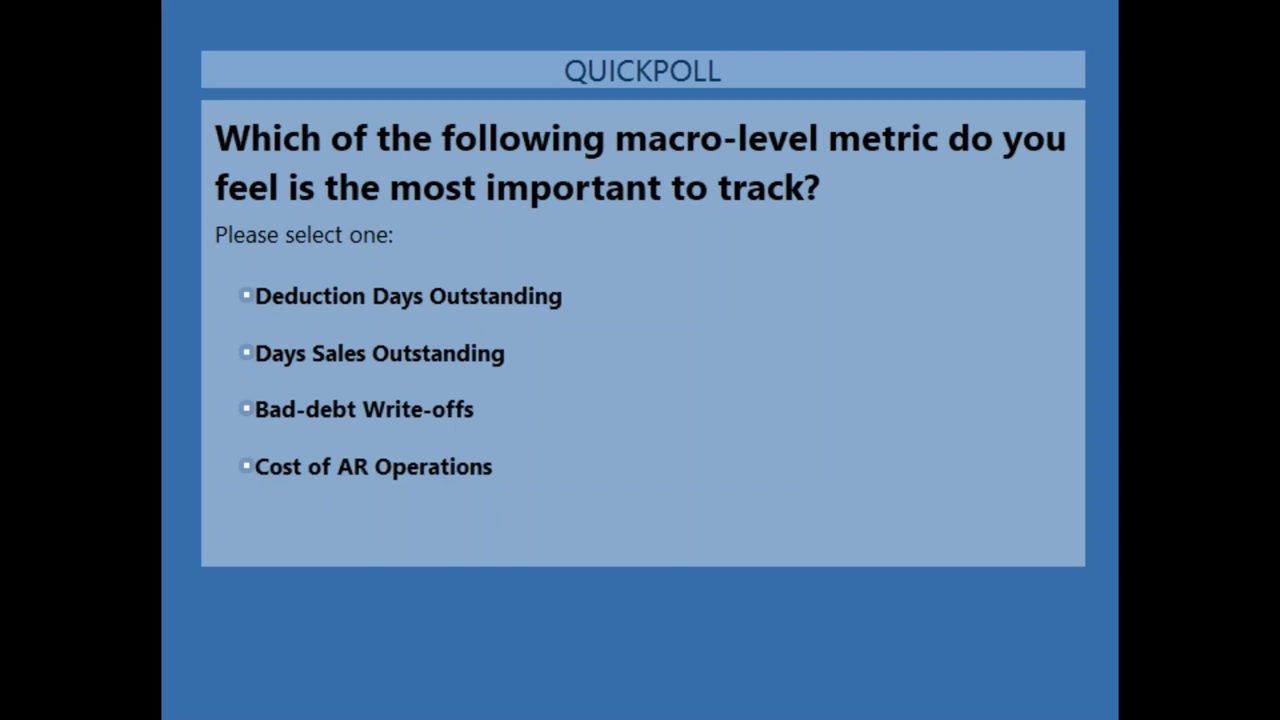 QUICKPOLL
Which of the following macro-level metric do you
feel is the most important to track?
Please select one:
Deduction Days Outstanding
Days Sales Outstanding
Bad-debt Write-offs
Cost of AR Operations